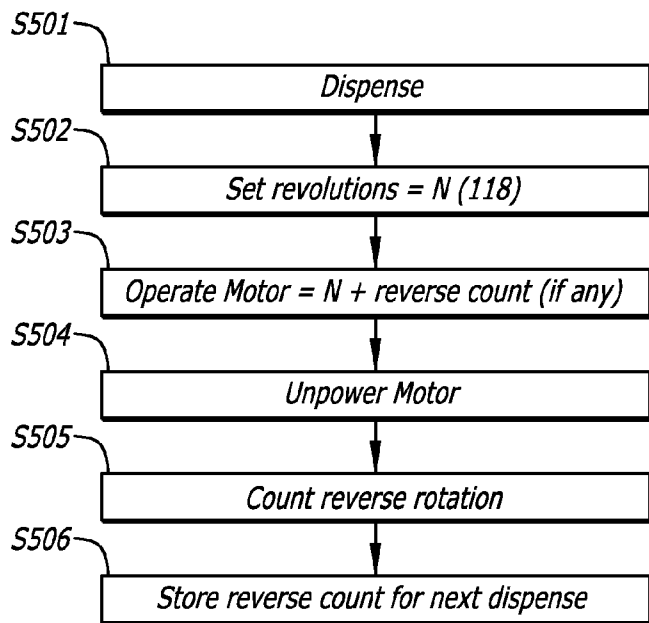 S501
Dispense
S502
Set revolutions = N (118)
S503
Operate Motor = N + reverse count (if any)
S504
Unpower Motor
S505
Count reverse rotation
S506
Store reverse count for next dispense